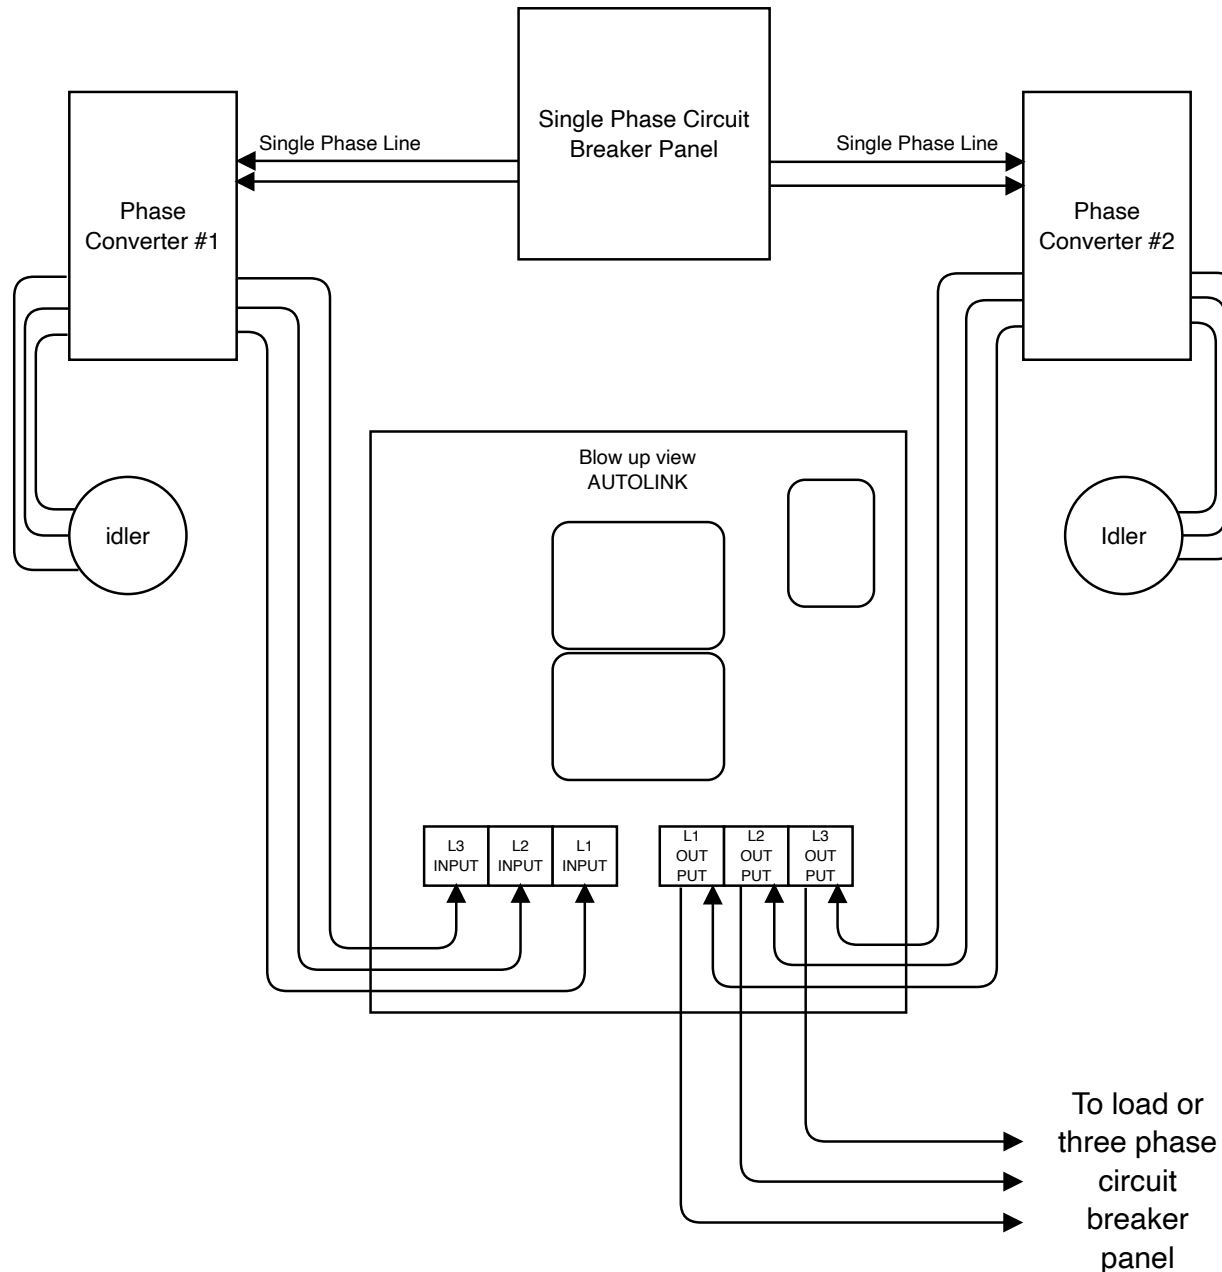 Single Phase Circuit
Breaker Panel
Single Phase Line
Single Phase Line
Phase
Converter #1
Phase
Converter #2
Blow up view
AUTOLINK
idler
Idler
L3
INPUT
L2
INPUT
L1
INPUT
L1
OUT
PUT
L2
OUT
PUT
L3
OUT
PUT
To load or
three phase
circuit
breaker
panel